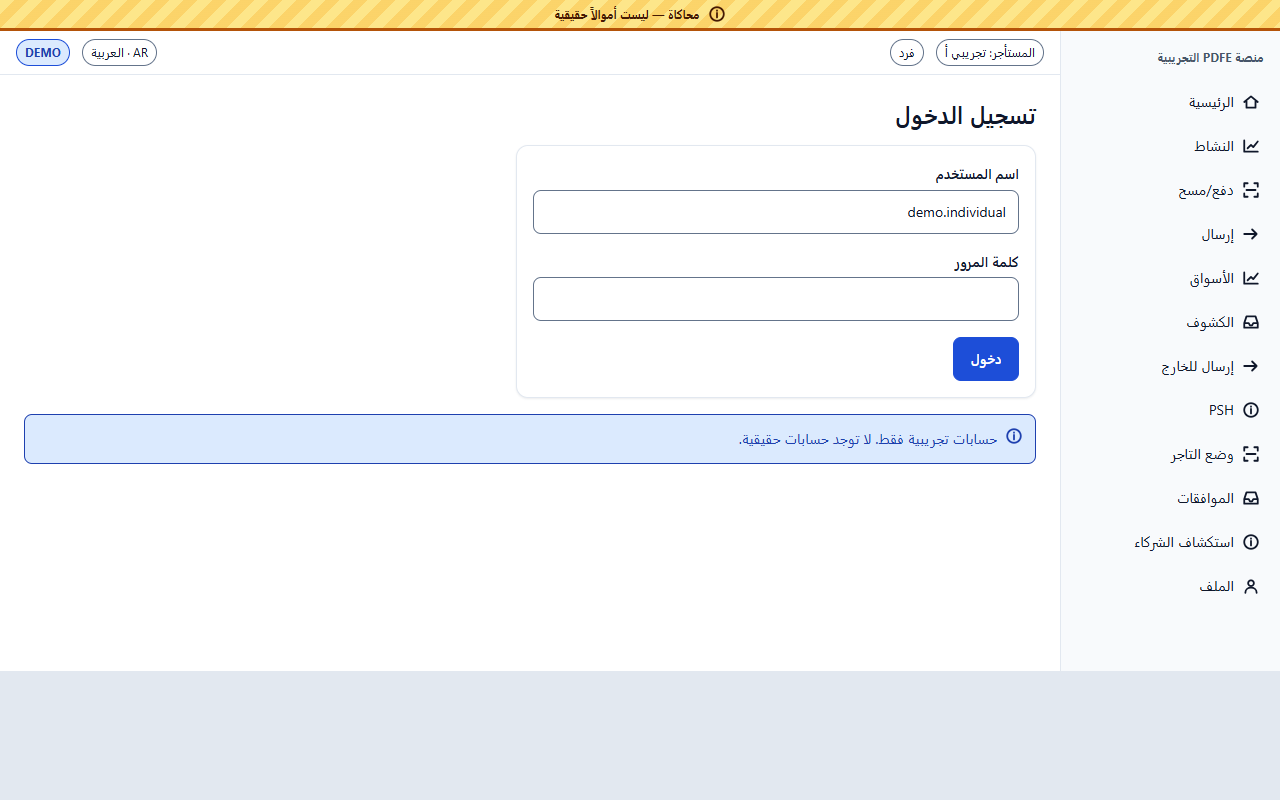 محاكاة — ليست أموالاً حقيقية
منصة PDFE التجريبية
الرئيسية
النشاط
دفع/مسح
إرسال
الأسواق
الكشوف
إرسال للخارج
PSH
وضع التاجر
الموافقات
استكشاف الشركاء
الملف
المستأجر: تجريبي أ
فرد
AR · العربية
DEMO
تسجيل الدخول
اسم المستخدم
demo.individual
كلمة المرور
دخول
حسابات تجريبية فقط. لا توجد حسابات حقيقية.